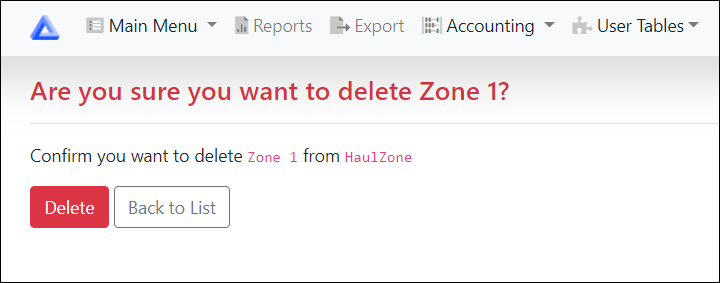 Main Menu Reports Export Accounting User Tables
Are you sure you want to delete Zone 1?
Confirm you want to delete Zone 1 from HaulZone
Delete Back to List